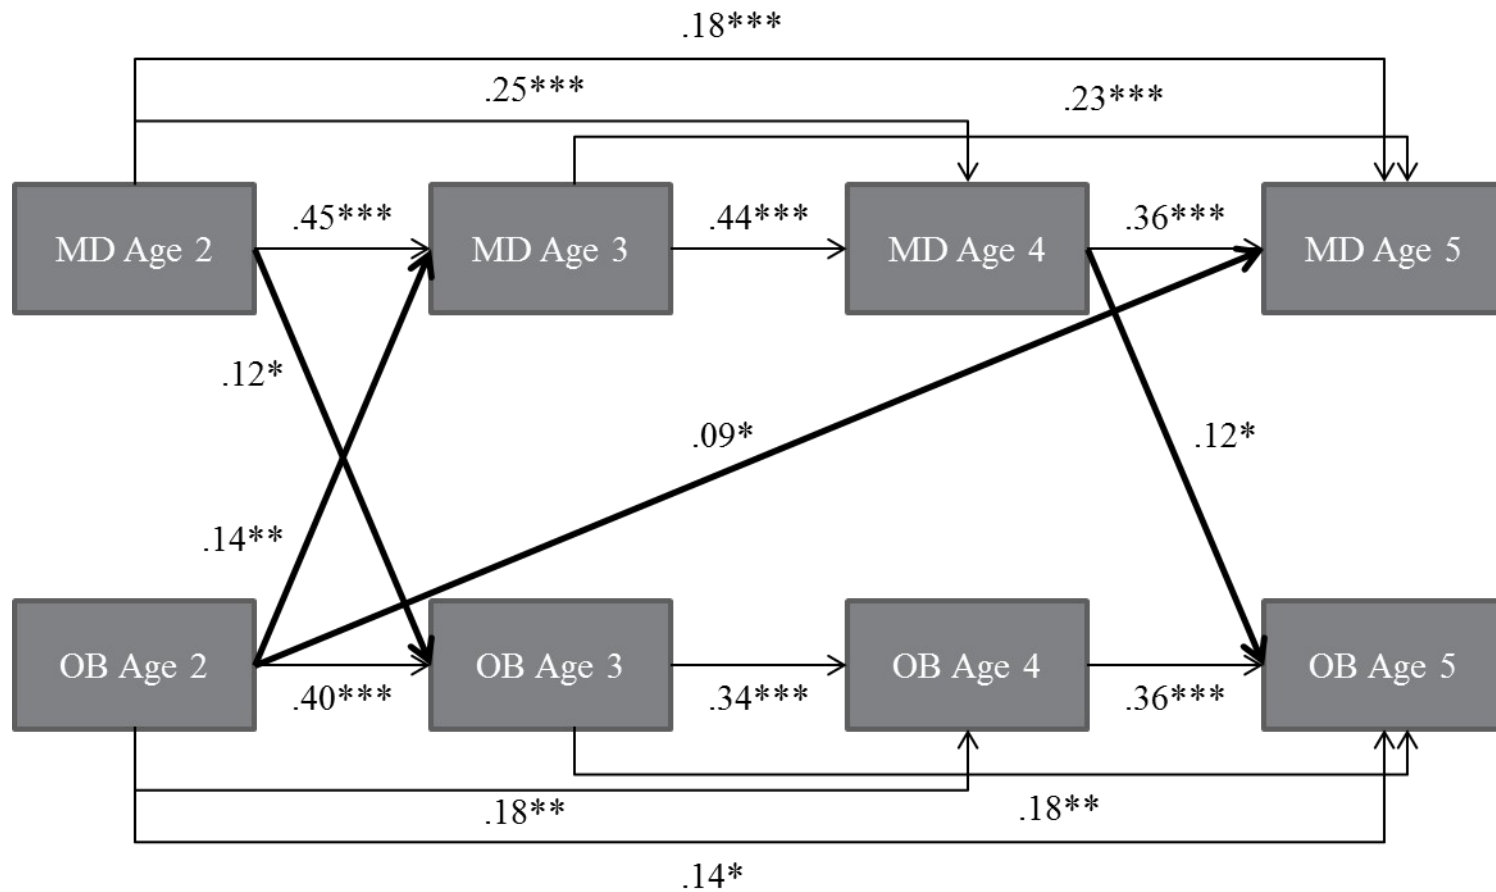 .18***
.25***
.23***
MD Age 2
.45***
MD Age 3
.44***
MD Age 4
.36***
MD Age 5
.12*
.09*
.12*
.14**
OB Age 2
.40***
OB Age 3
.34***
OB Age 4
.36***
OB Age 5
.18**
.18**
.14*